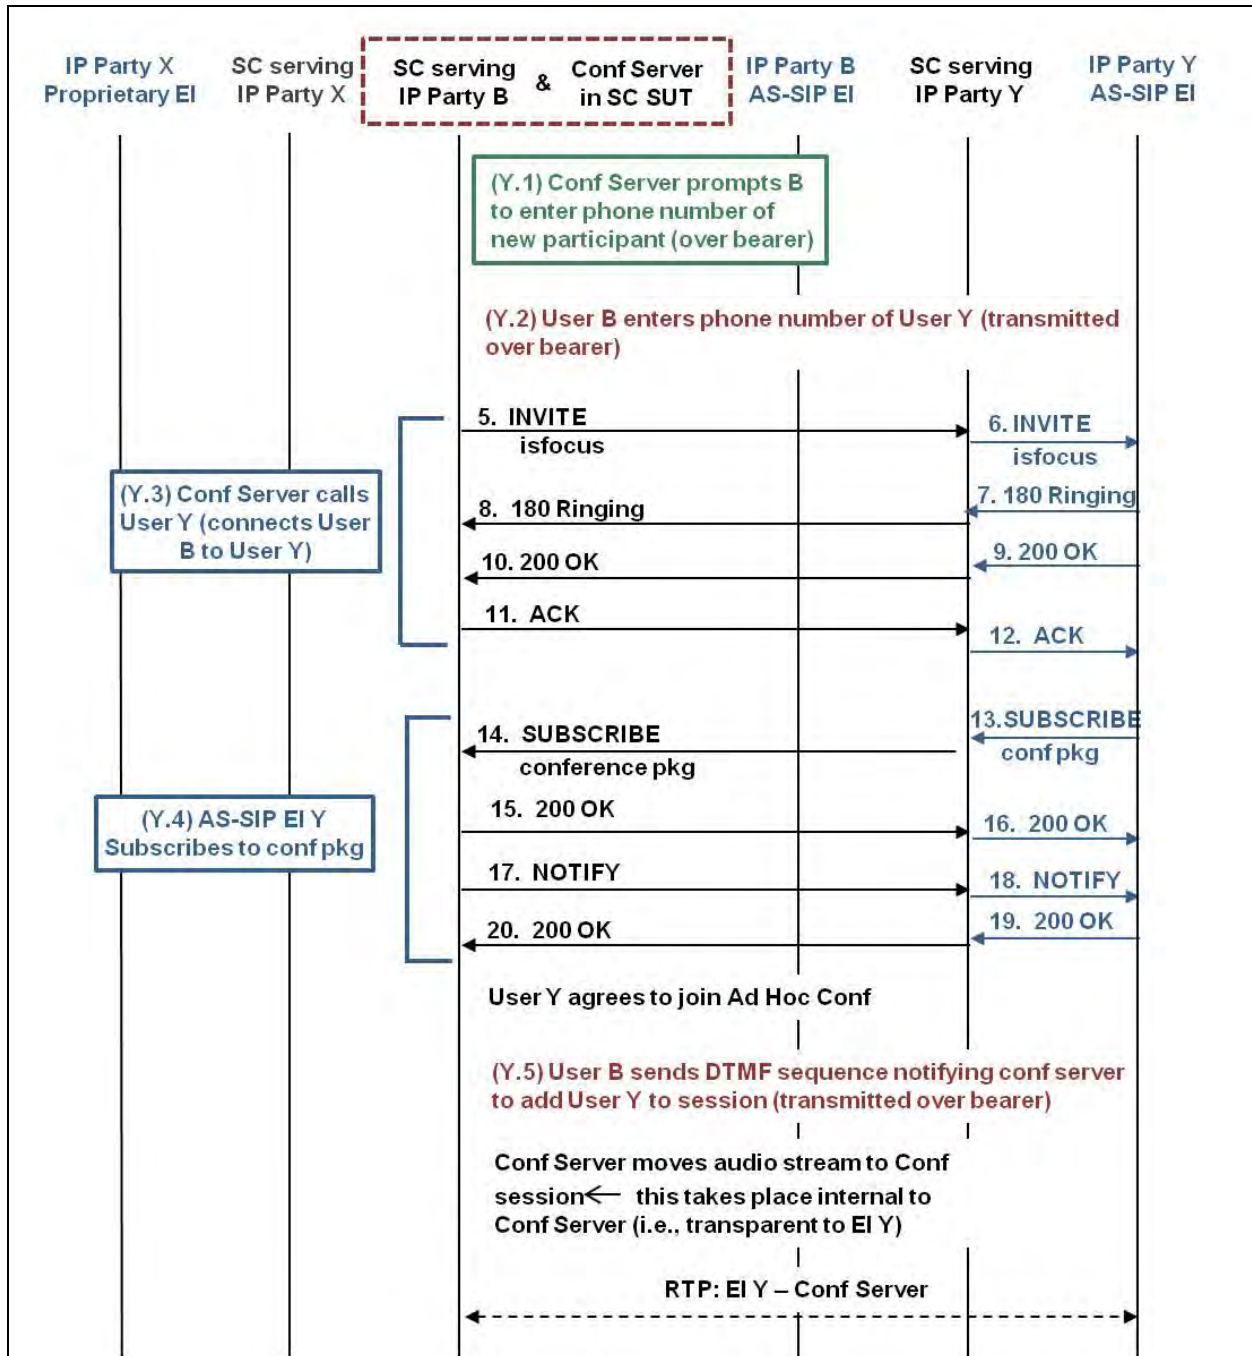 IP Party X
Proprietary EI
SC serving
IP Party X
SC serving
IP Party B
&
Conf Server
in SC SUT
IP Party B
AS-SIP EI
SC serving
IP Party Y
IP Party Y
AS-SIP EI
(Y.1) Conf Server prompts B
to enter phone number of
new participant (over bearer)
(Y.2) User B enters phone number of User Y (transmitted
over bearer)
5. INVITE
isfocus
6. INVITE
isfocus
(Y.3) Conf Server calls
User Y (connects User
B to User Y)
7. 180 Ringing
8. 180 Ringing
9. 200 OK
10. 200 OK
11. ACK
12. ACK
13.SUBSCRIBE
conf pkg
14. SUBSCRIBE
conference pkg
(Y.4) AS-SIP EI Y
Subscribes to conf pkg
15. 200 OK
16. 200 OK
17. NOTIFY
18. NOTIFY
19. 200 OK
20. 200 OK
User Y agrees to join Ad Hoc Conf
(Y.5) User B sends DTMF sequence notifying conf server
to add User Y to session (transmitted over bearer)
Conf Server moves audio stream to Conf
session← this takes place internal to
Conf Server (i.e., transparent to EI Y)
RTP: EI Y – Conf Server